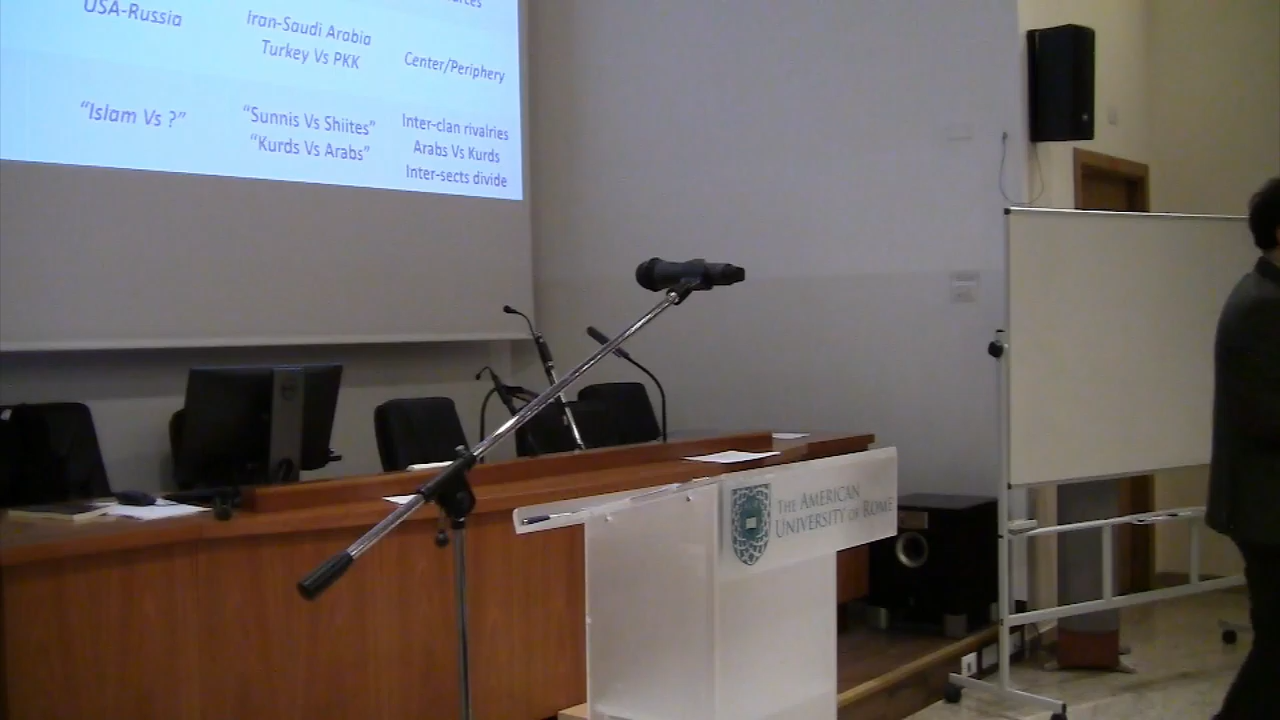 USA-Russia
Iran-Saudi Arabia
Turkey Vs PKK
Center/Periphery
“Islam Vs ?”
“Sunnis Vs Shiites”
“Kurds Vs Arabs”
Inter-clan rivalries
Arabs Vs Kurds
Inter-sects divide
THE AMERICAN
UNIVERSITY OF ROME